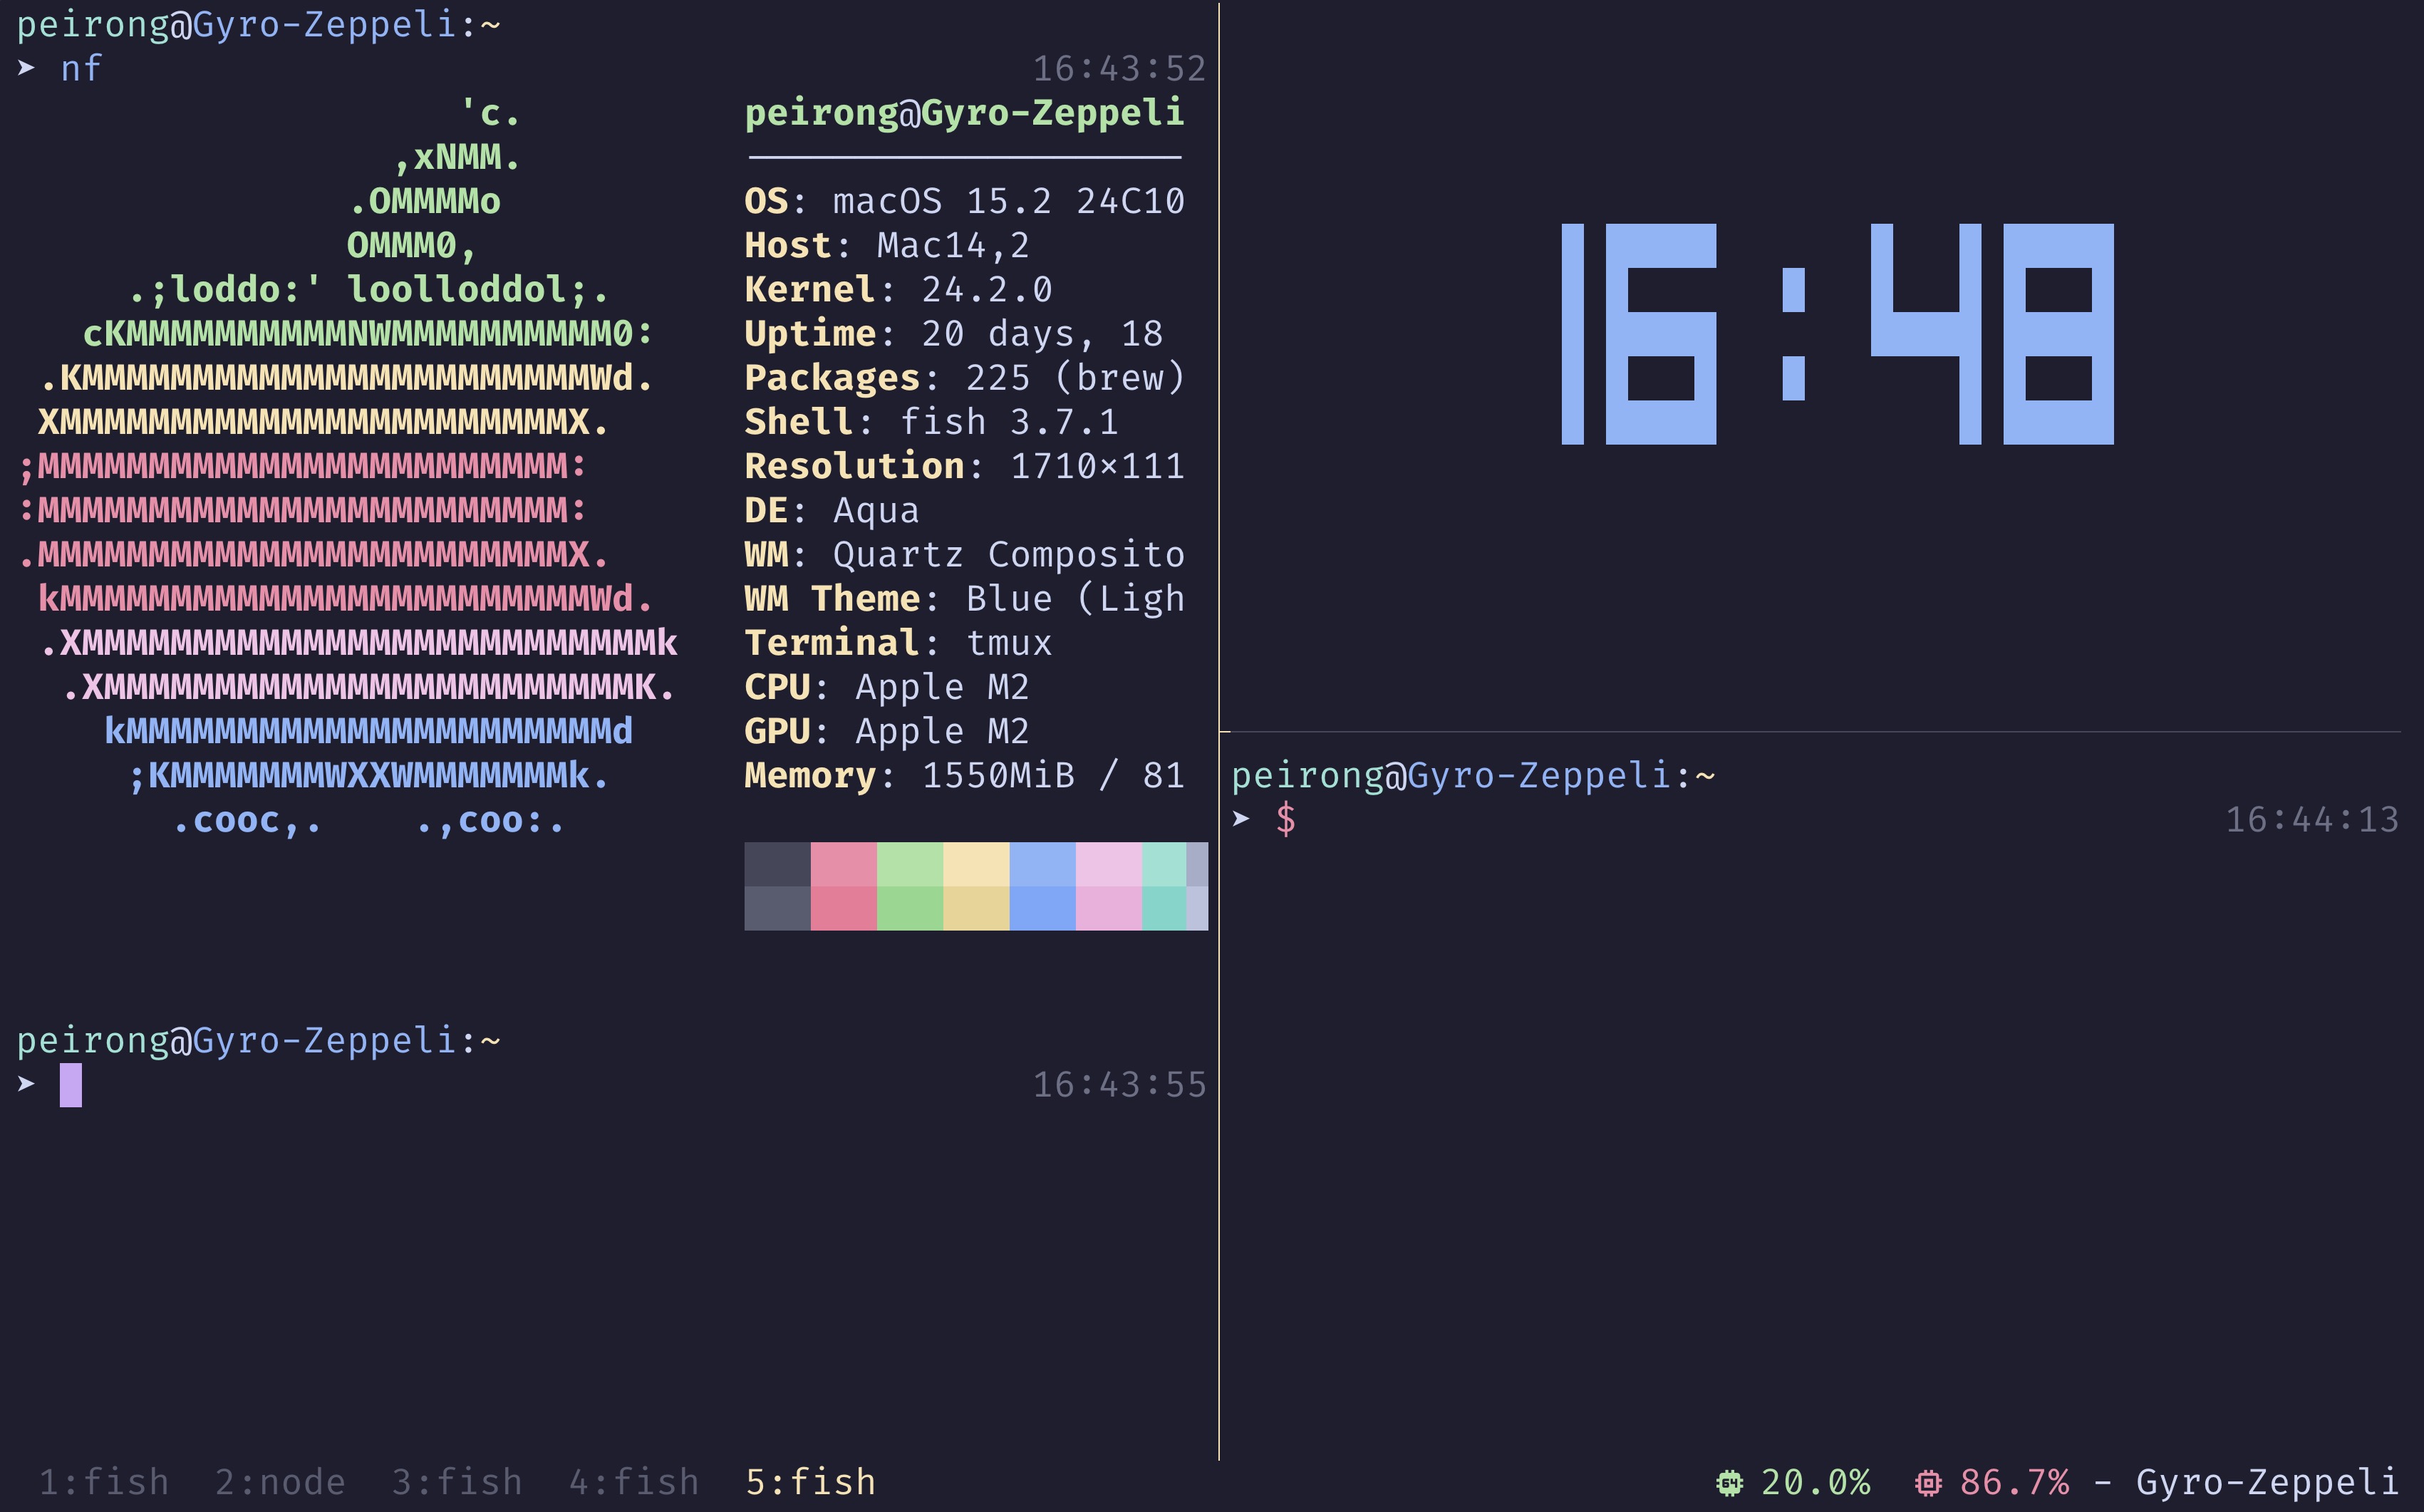 peirong@Gyro-Zeppeli:~
➤ nf 16:43:52
'c.
,xNMM.
.OMMMMo
OMMM0,
.;loddo:' loolloddol;.
cKMMMMMMMMMMNWMMMMMMMMMM0:
.KMMMMMMMMMMMMMMMMMMMMMMMWd.
XMMMMMMMMMMMMMMMMMMMMMMMX.
;MMMMMMMMMMMMMMMMMMMMMMMM:
:MMMMMMMMMMMMMMMMMMMMMMMM:
.MMMMMMMMMMMMMMMMMMMMMMMMX.
kMMMMMMMMMMMMMMMMMMMMMMMMWd.
.XMMMMMMMMMMMMMMMMMMMMMMMMMMk
.XMMMMMMMMMMMMMMMMMMMMMMMMK.
kMMMMMMMMMMMMMMMMMMMMMMd
;KMMMMMMMWXXWMMMMMMMk.
.cooc,. .,coo:.
peirong@Gyro-Zeppeli
OS: macOS 15.2 24C10
Host: Mac14,2
Kernel: 24.2.0
Uptime: 20 days, 18
Packages: 225 (brew)
Shell: fish 3.7.1
Resolution: 1710×111
DE: Aqua
WM: Quartz Composito
WM Theme: Blue (Ligh
Terminal: tmux
CPU: Apple M2
GPU: Apple M2
Memory: 1550MiB / 81
peirong@Gyro-Zeppeli:~
➤ 16:43:55
16:48
peirong@Gyro-Zeppeli:~
➤ $ 16:44:13
1:fish 2:node 3:fish 4:fish 5:fish
20.0% 86.7% - Gyro-Zeppeli